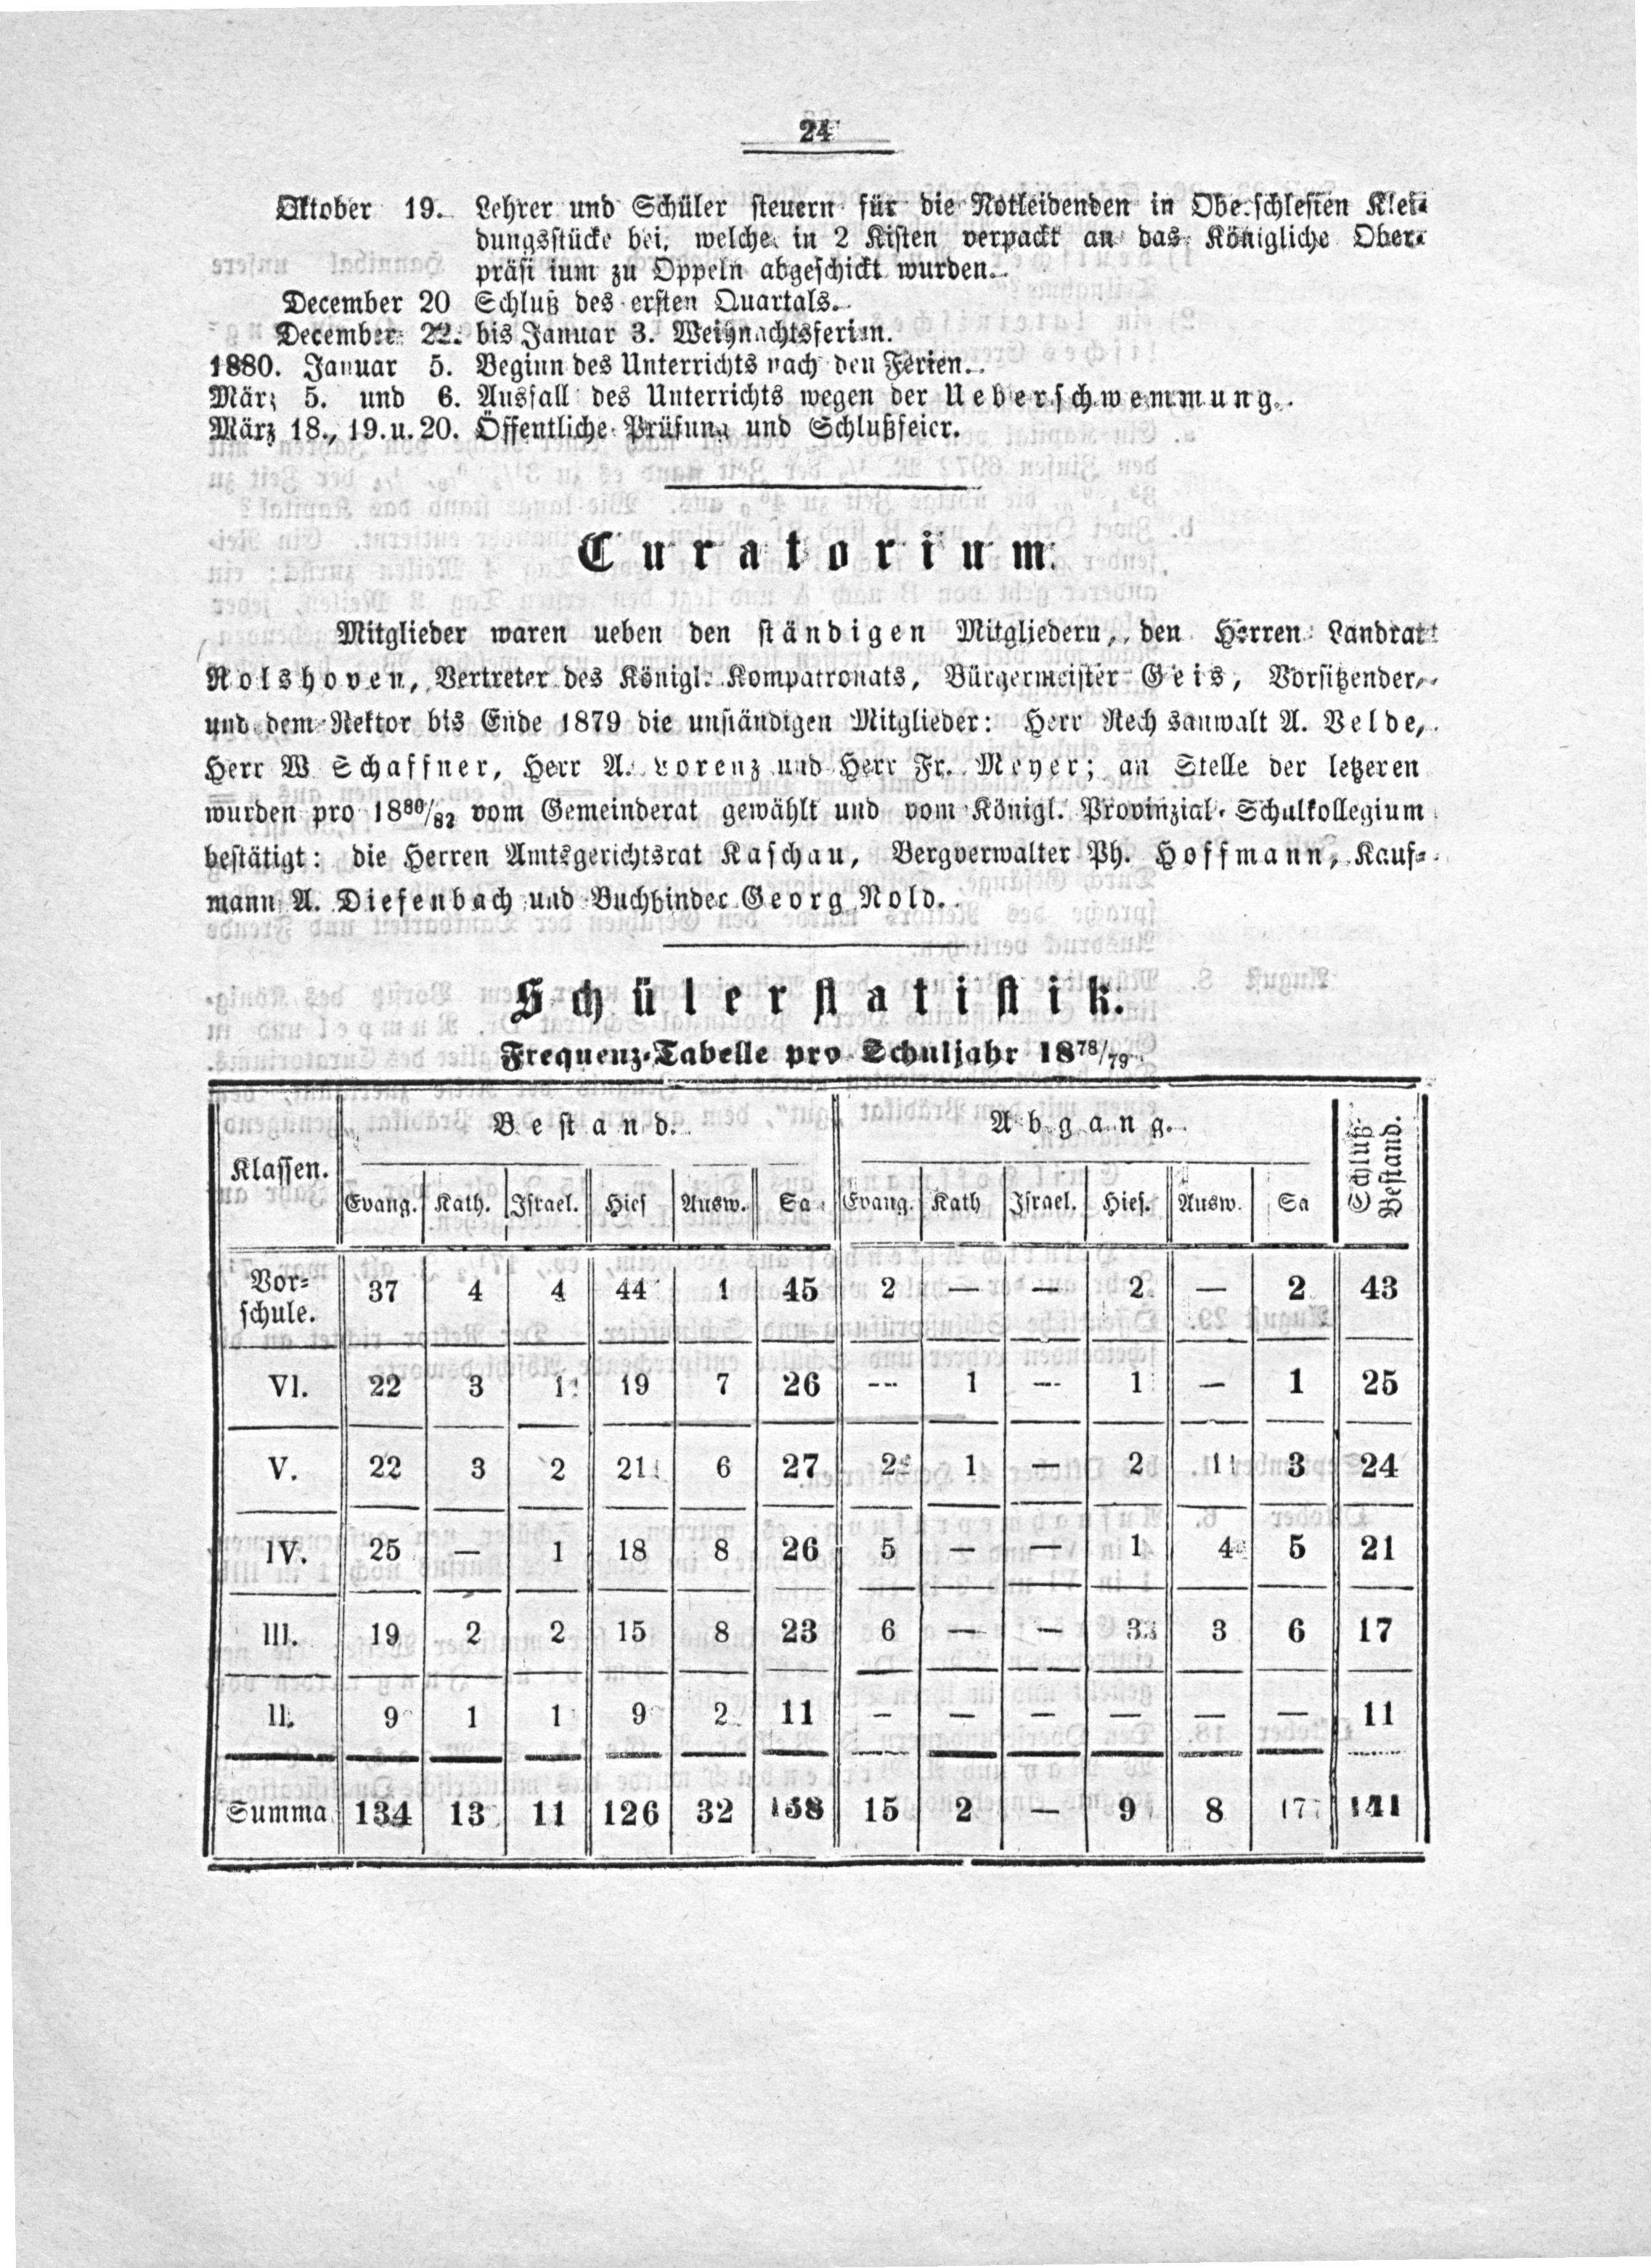 24
Oktober 19. Lehrer und Schüler steuern für die Notleidenden in Obe schlesien Klei-
dungsstücke bei, welche in 2 Kisten verpackt an das Königliche Ober-
präsi ium zu Oppeln abgeschickt wurden.
December 20 Schluß des ersten Quartals.
December 22. bis Januar 3. Weihnachtsferien.
1880. Januar 5. Beginn des Unterrichts nach den Ferien.
März 5. und 6. Ausfall des Unterrichts wegen der Ueberschwemmung.
März 18., 19. u. 20. Öffentliche Prüfung und Schlußfeier.
Curatorium.
Mitglieder waren neben den ständigen Mitgliedern, den Herren Landrat
Rolshoven, Vertreter des Königl. Kompatronats, Bürgermeister Geis, Vorsitzender,
und dem Rektor bis Ende 1879 die unständigen Mitglieder: Herr Rech sanwalt A. Velde,
Herr W Schaffner, Herr A. Lorenz und Herr Fr. Meyer; an Stelle der letzeren
wurden pro 18⁸⁰/₈₂ vom Gemeinderat gewählt und vom Königl. Provinzial-Schulkollegium
bestätigt: die Herren Amtsgerichtsrat Kaschau, Bergverwalter Ph. Hoffmann, Kauf-
mann A. Diefenbach und Buchbinder Georg Nold.
Schülerstatistik.
Frequenz-Tabelle pro Schuljahr 18⁷⁸/₇₉.
Klassen. Bestand. Abgang. Schluß-Bestand.
Evang. Kath. Israel. Hies Ausw. Sa. Evang. Kath Israel. Hies. Ausw. Sa
Vor-
schule. 37 4 4 44 1 45 2 — — 2 — 2 43
VI. 22 3 1 19 7 26 — 1 — 1 — 1 25
V. 22 3 2 21 6 27 2 1 — 2 1 3 24
IV. 25 — 1 18 8 26 5 — — 1 4 5 21
III. 19 2 2 15 8 23 6 — — 3 3 6 17
II. 9 1 1 9 2 11 — — — — — — 11
Summa 134 13 11 126 32 158 15 2 — 9 8 17 141